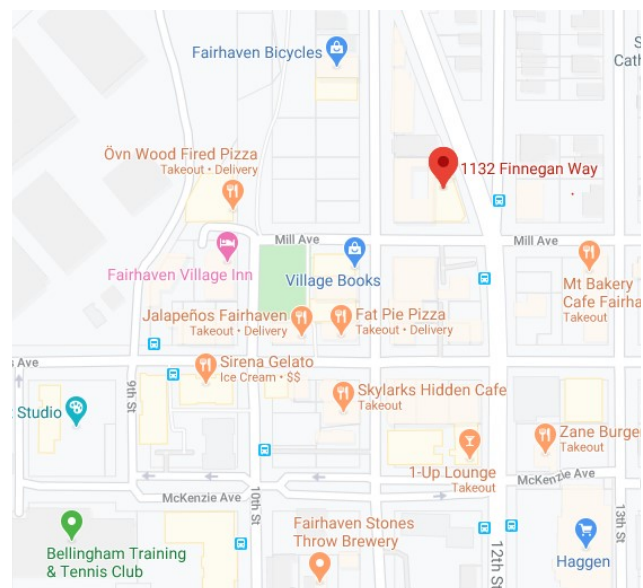 Fairhaven Bicycles
S
Cath
Övn Wood Fired Pizza
Takeout • Delivery
1132 Finnegan Way
Mill Ave
Mill Ave
Fairhaven Village Inn
Village Books
Mt Bakery
Cafe Fairha
Takeout
Jalapeños Fairhaven
Takeout • Delivery
Fat Pie Pizza
Takeout • Delivery
s Ave
Sirena Gelato
Ice Cream • $$
9th St
t Studio
Skylarks Hidden Cafe
Takeout
Zane Burger
Takeout
1-Up Lounge
Takeout
McKenzie Ave
McKenzie Ave
10th St
13th St
Fairhaven Stones
Throw Brewery
12th St
Bellingham Training
& Tennis Club
Haggen